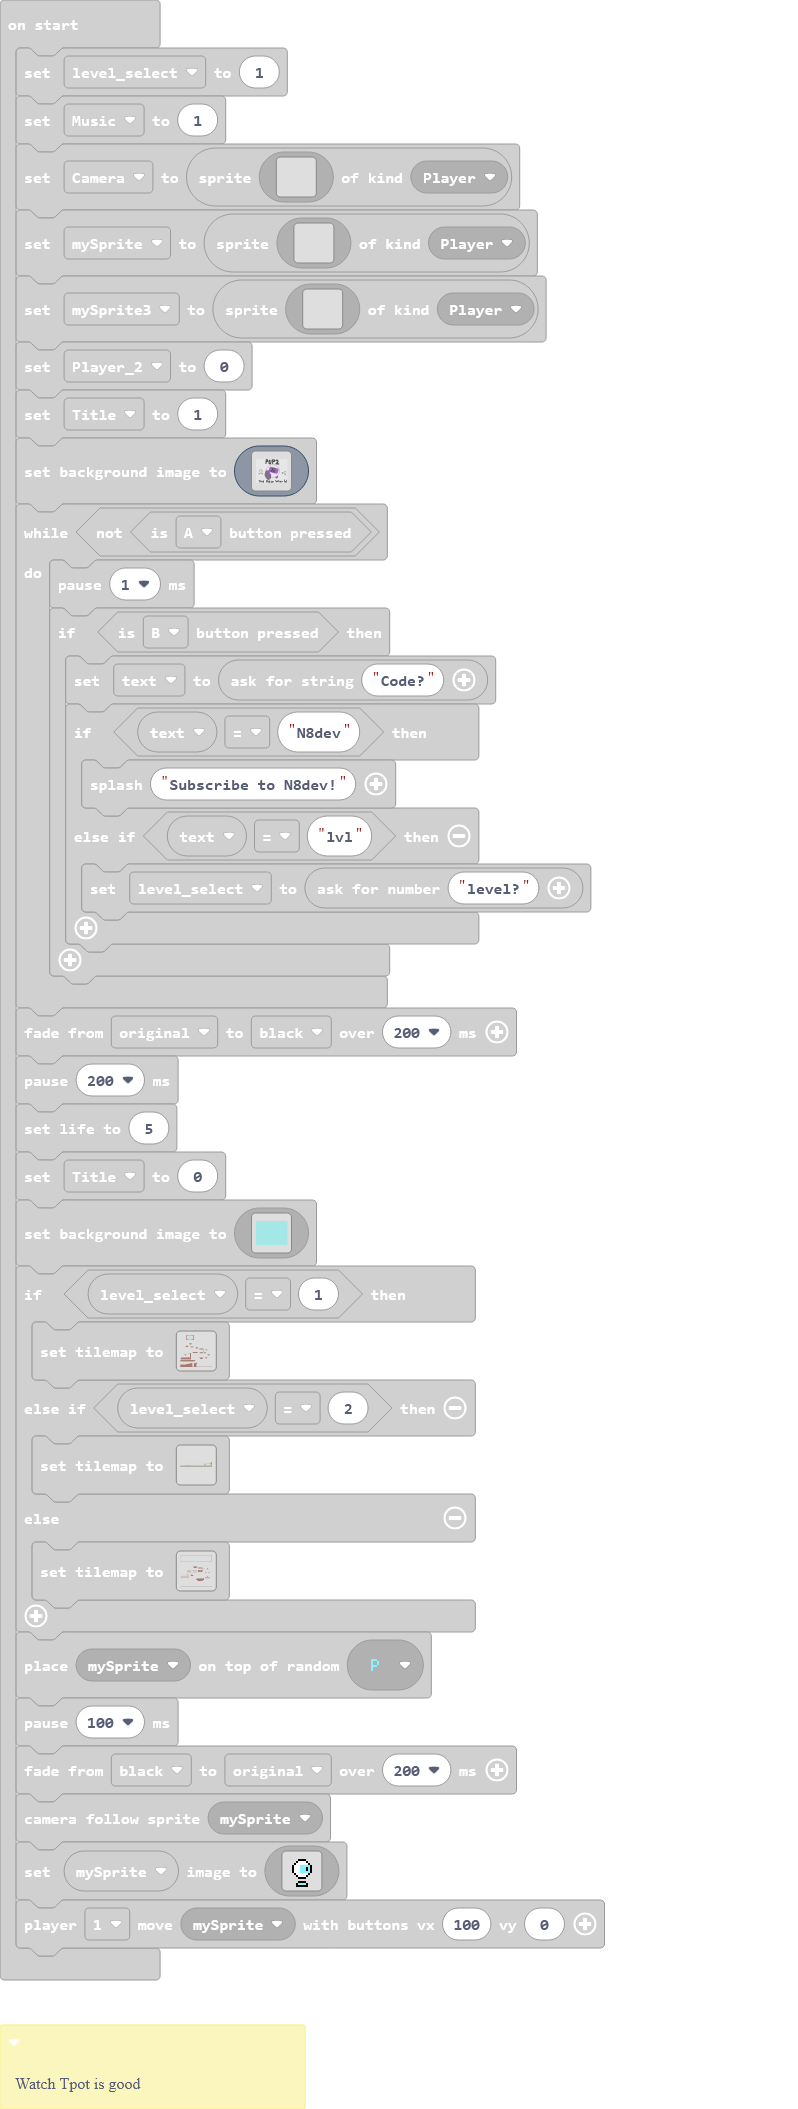 on start
set level_select to 1
set Music to 1
set Camera to sprite of kind Player
set mySprite to sprite of kind Player
set mySprite3 to sprite of kind Player
set Player_2 to 0
set Title to 1
set background image to POP2
while not is A button pressed
do
pause 1 ms
if is B button pressed then
set text to ask for string "Code?"
if text = "N8dev" then
splash "Subscribe to N8dev!"
else if text = "lvl" then
set level_select to ask for number "level?"
fade from original to black over 200 ms
pause 200 ms
set life to 5
set Title to 0
set background image to
if level_select = 1 then
set tilemap to
else if level_select = 2 then
set tilemap to
else
set tilemap to
place mySprite on top of random P
pause 100 ms
fade from black to original over 200 ms
camera follow sprite mySprite
set mySprite image to
player 1 move mySprite with buttons vx 100 vy 0
Watch Tpot is good